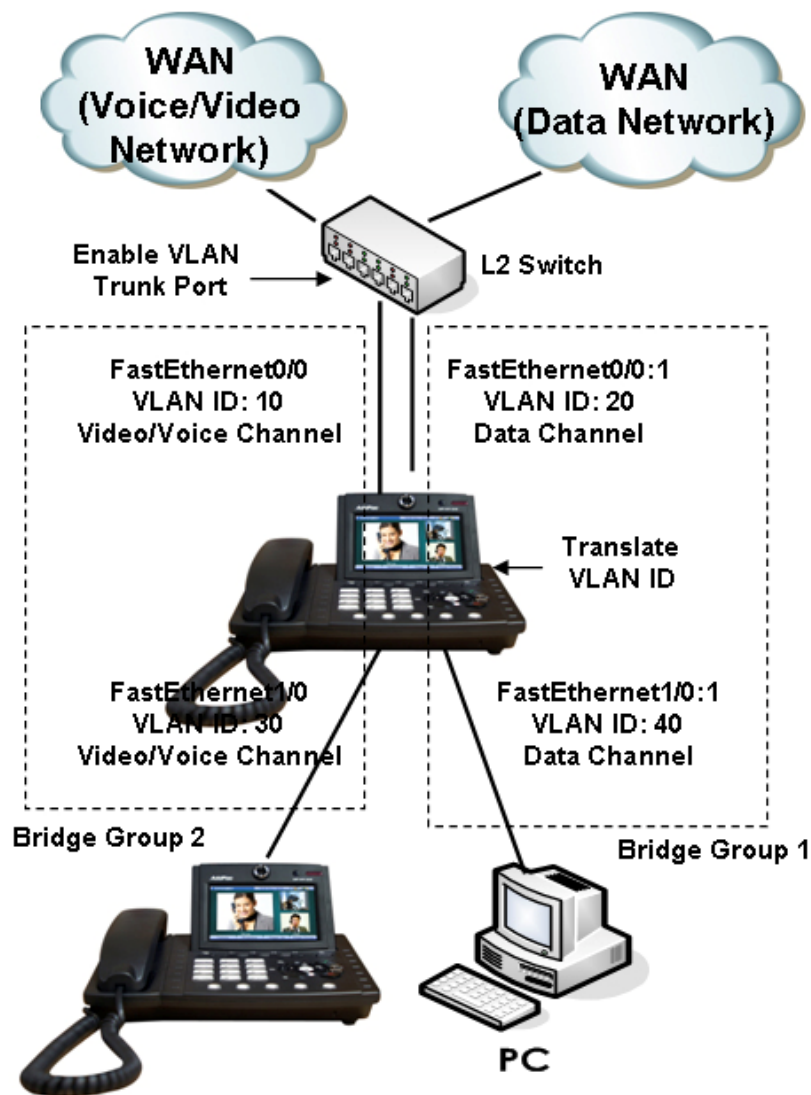 WAN
(Voice/Video
Network)
WAN
(Data Network)
Enable VLAN
Trunk Port
L2 Switch
FastEthernet0/0
VLAN ID: 10
Video/Voice Channel
FastEthernet0/0:1
VLAN ID: 20
Data Channel
Translate
VLAN ID
FastEthernet1/0
VLAN ID: 30
Video/Voice Channel
FastEthernet1/0:1
VLAN ID: 40
Data Channel
Bridge Group 2
Bridge Group 1
PC